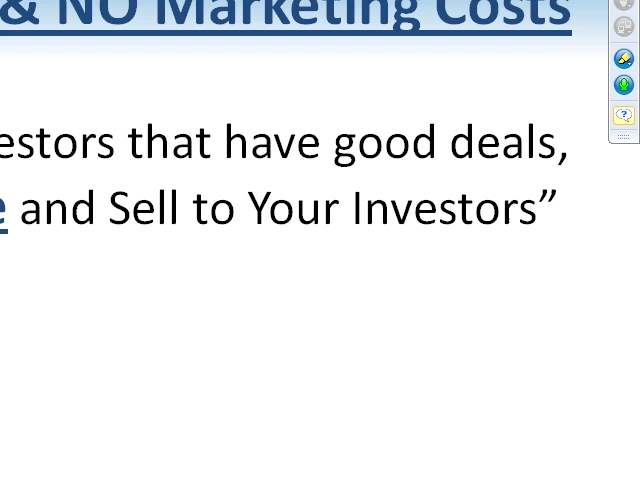 & NO Marketing Costs
estors that have good deals,
e and Sell to Your Investors”